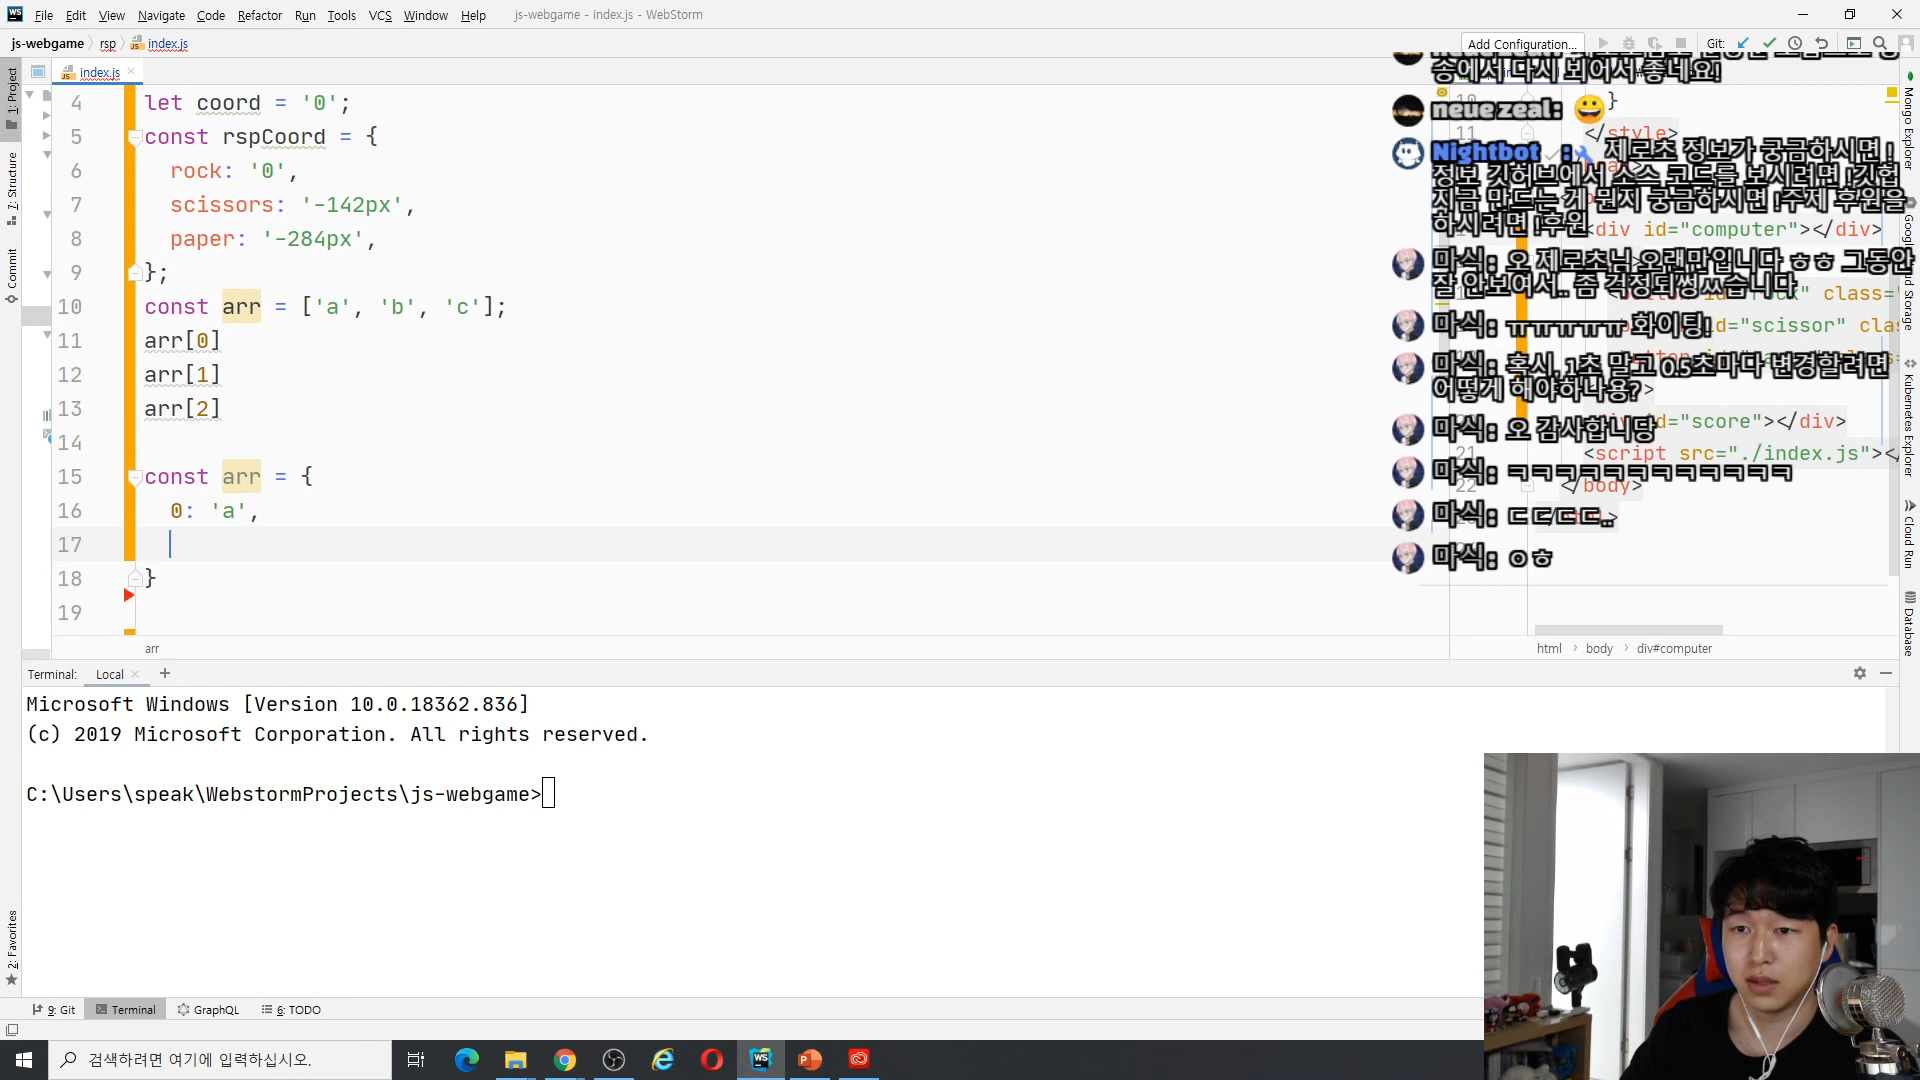 File Edit View Navigate Code Refactor Run Tools VCS Window Help js-webgame - index.js - WebStorm
js-webgame rsp index.js
Add Configuration...
Git:
index.js
1: Project
7: Structure
Commit
2: Favorites
4 let coord = '0';
5 const rspCoord = {
6 rock: '0',
7 scissors: '-142px',
8 paper: '-284px',
9 };
10 const arr = ['a', 'b', 'c'];
11 arr[0]
12 arr[1]
13 arr[2]
14
15 const arr = {
16 0: 'a',
17
18 }
19
arr
송에서 다시 뵈어서 좋네요!
neue zeal: 😀
Nightbot : 제로초 정보가 궁금하시면 !
정보 깃허브에서 소스 코드를 보시려면 !깃헙
지금 만드는 게 뭔지 궁금하시면 !주제 후원을
하시려면 !후원
마식: 오 제로초님 오랜만입니다 ㅎㅎ 그동안
잘 안보여서.. 좀 걱정되썽ㅆ습니다
마식: ㅠㅠㅠㅠㅠ 화이팅!
마식: 혹시, 1초 말고 0.5초마다 변경할려면
어떻게 해야하나용?
마식: 오 감사합니당
마식: ㅋㅋㅋㅋㅋㅋㅋㅋㅋㅋㅋㅋ
마식: ㄷㄷㄷㄷ..
마식: ㅇㅎ
}
11 </style>
<div id="computer"></div>
id="scissor" clas
id="score"></div>
21 <script src="./index.js"></
22 </body>
html body div#computer
Mongo Explorer
Kubernetes Explorer
Cloud Run
Database
Terminal: Local
Microsoft Windows [Version 10.0.18362.836]
(c) 2019 Microsoft Corporation. All rights reserved.
C:\Users\speak\WebstormProjects\js-webgame>
9: Git Terminal GraphQL 6: TODO
검색하려면 여기에 입력하십시오.